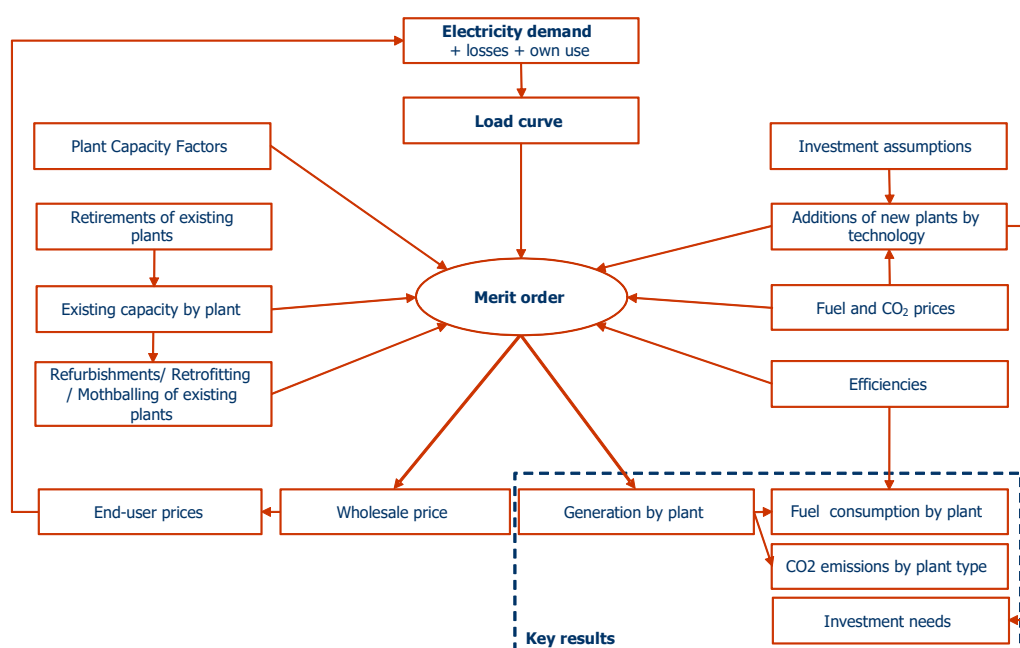 Electricity demand
+ losses + own use
Load curve
Plant Capacity Factors
Investment assumptions
Retirements of existing
plants
Additions of new plants by
technology
Merit order
Existing capacity by plant
Fuel and CO₂ prices
Refurbishments/ Retrofitting
/ Mothballing of existing
plants
Efficiencies
End-user prices
Wholesale price
Generation by plant
Fuel  consumption by plant
CO2 emissions by plant type
Investment needs
Key results